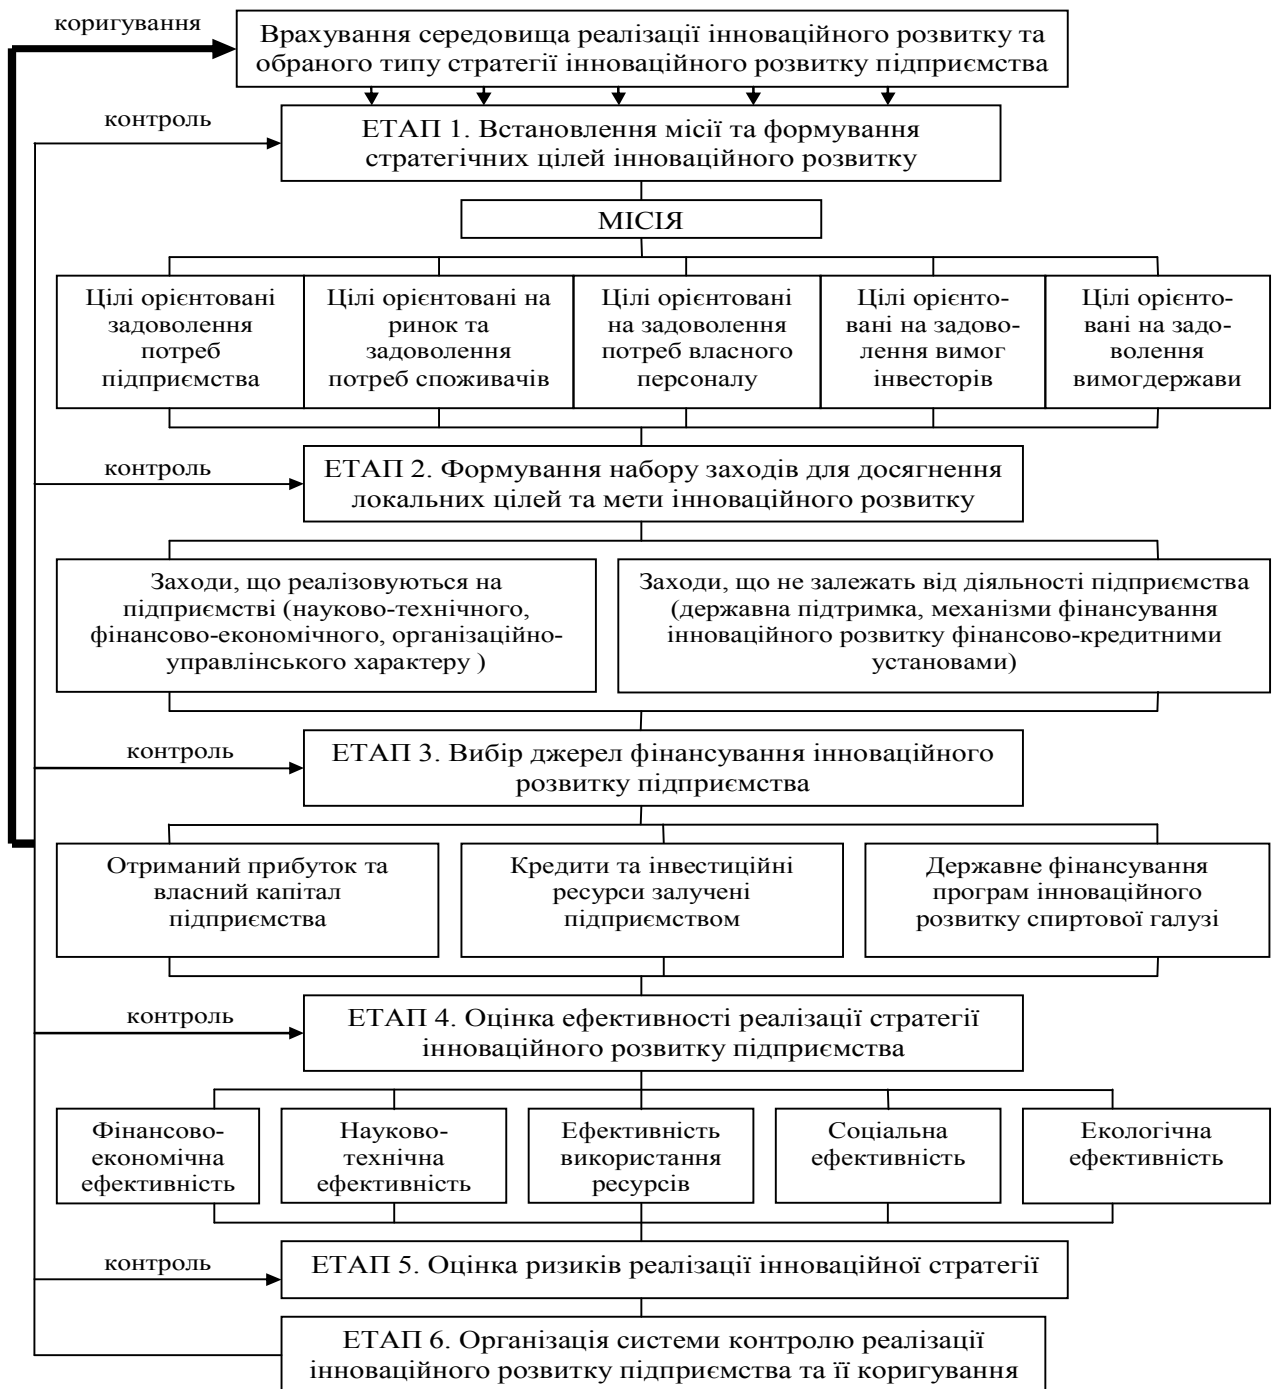 коригування
Врахування середовища реалізації інноваційного розвитку та
обраного типу стратегії інноваційного розвитку підприємства
контроль
ЕТАП 1. Встановлення місії та формування
стратегічних цілей інноваційного розвитку
МІСІЯ
Цілі орієнтовані
задоволення
потреб
підприємства
Цілі орієнтовані на
ринок та
задоволення
потреб споживачів
Цілі орієнтовані
на задоволення
потреб власного
персоналу
Цілі орієнто-
вані на задово-
лення вимог
інвесторів
Цілі орієнто-
вані на задо-
волення
вимогдержави
контроль
ЕТАП 2. Формування набору заходів для досягнення
локальних цілей та мети інноваційного розвитку
Заходи, що реалізовуються на
підприємстві (науково-технічного,
фінансово-економічного, організаційно-
управлінського характеру )
Заходи, що не залежать від діяльності підприємства
(державна підтримка, механізми фінансування
інноваційного розвитку фінансово-кредитними
установами)
контроль
ЕТАП 3. Вибір джерел фінансування інноваційного
розвитку підприємства
Отриманий прибуток та
власний капітал
підприємства
Кредити та інвестиційні
ресурси залучені
підприємством
Державне фінансування
програм інноваційного
розвитку спиртової галузі
контроль
ЕТАП 4. Оцінка ефективності реалізації стратегії
інноваційного розвитку підприємства
Фінансово-
економічна
ефективність
Науково-
технічна
ефективність
Ефективність
використання
ресурсів
Соціальна
ефективність
Екологічна
ефективність
контроль
ЕТАП 5. Оцінка ризиків реалізації інноваційної стратегії
ЕТАП 6. Організація системи контролю реалізації
інноваційного розвитку підприємства та її коригування